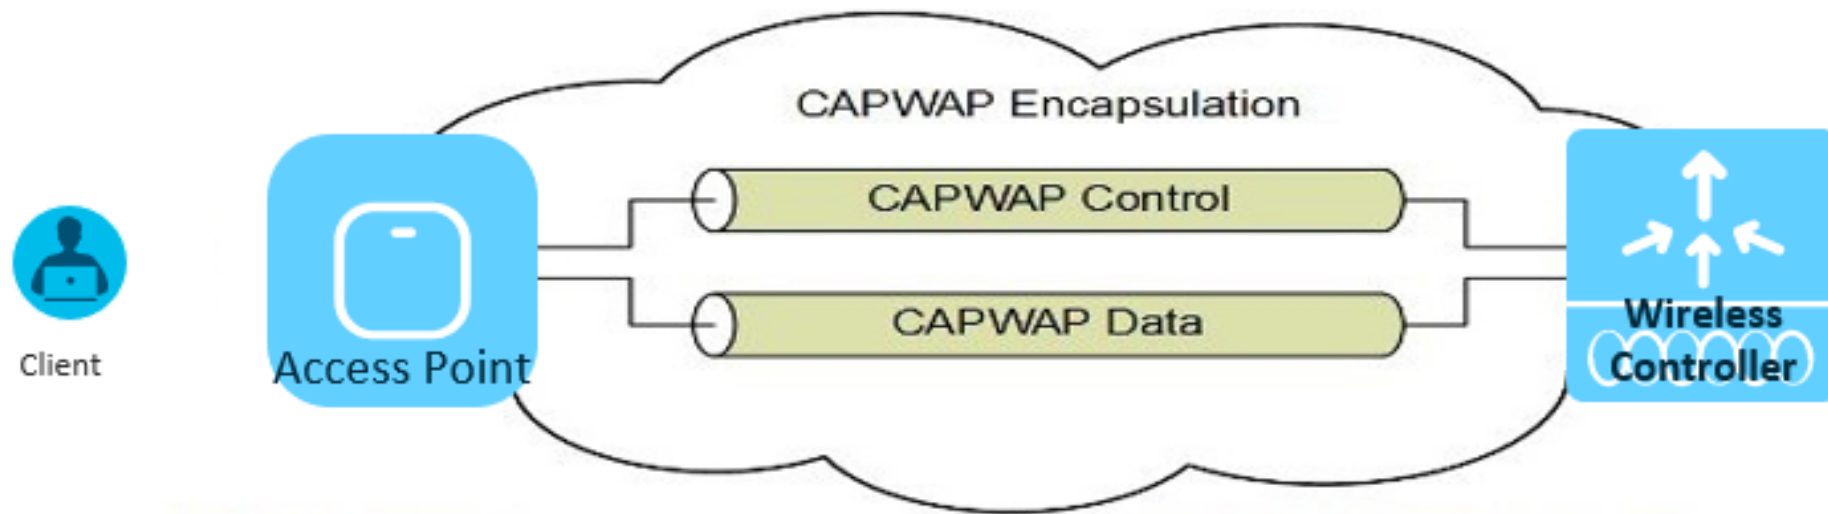 CAPWAP Encapsulation
CAPWAP Control
CAPWAP Data
Client
Access Point
Wireless
Controller